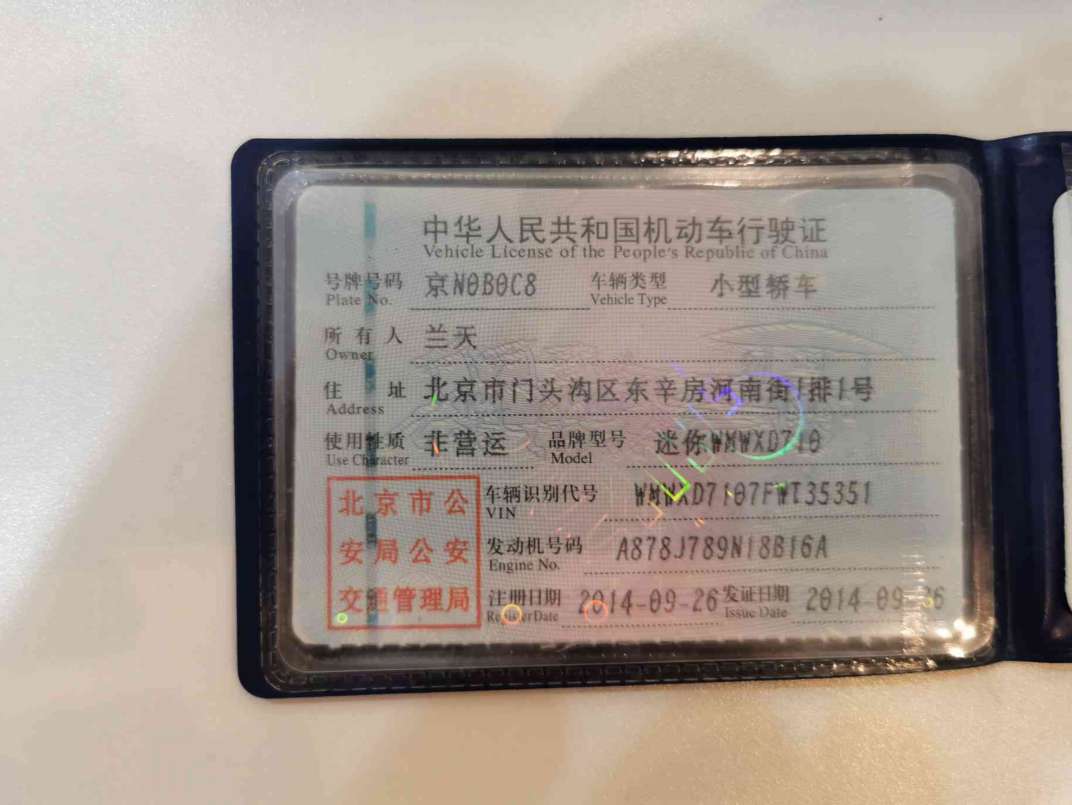 中华人民共和国机动车行驶证
Vehicle License of the People's Republic of China
号牌号码 京N0B0C8 车辆类型 小型轿车
Plate No. Vehicle Type
所有人 兰天
Owner
住址 北京市门头沟区东辛房河南街1排1号
Address
使用性质 非营运 品牌型号 迷你WMWXD710
Use Character Model
北京市公
安局公安
交通管理局
车辆识别代号 WMWXD7107FWT35351
VIN
发动机号码 A878J789N18B16A
Engine No.
注册日期 2014-09-26 发证日期 2014-09-26
Register Date Issue Date